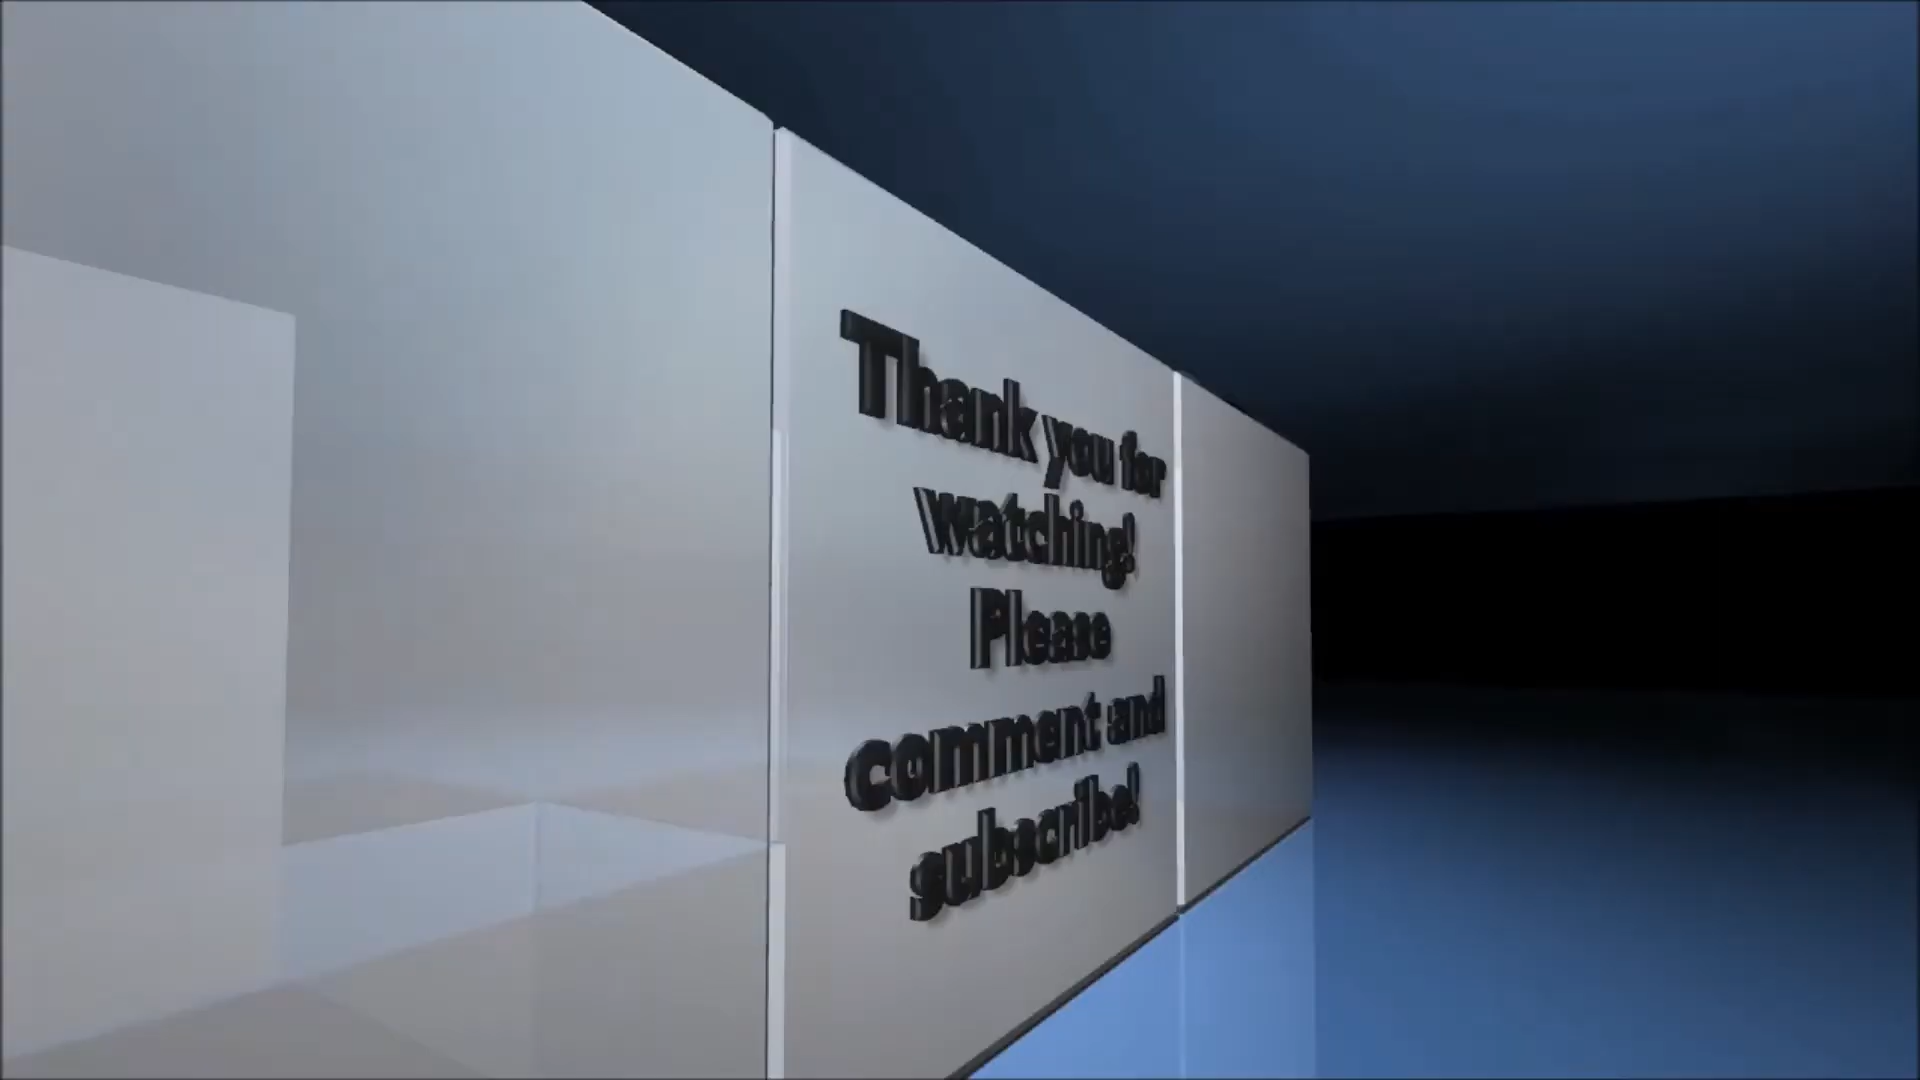 Thank you for
watching!
Please
comment and
subscribe!